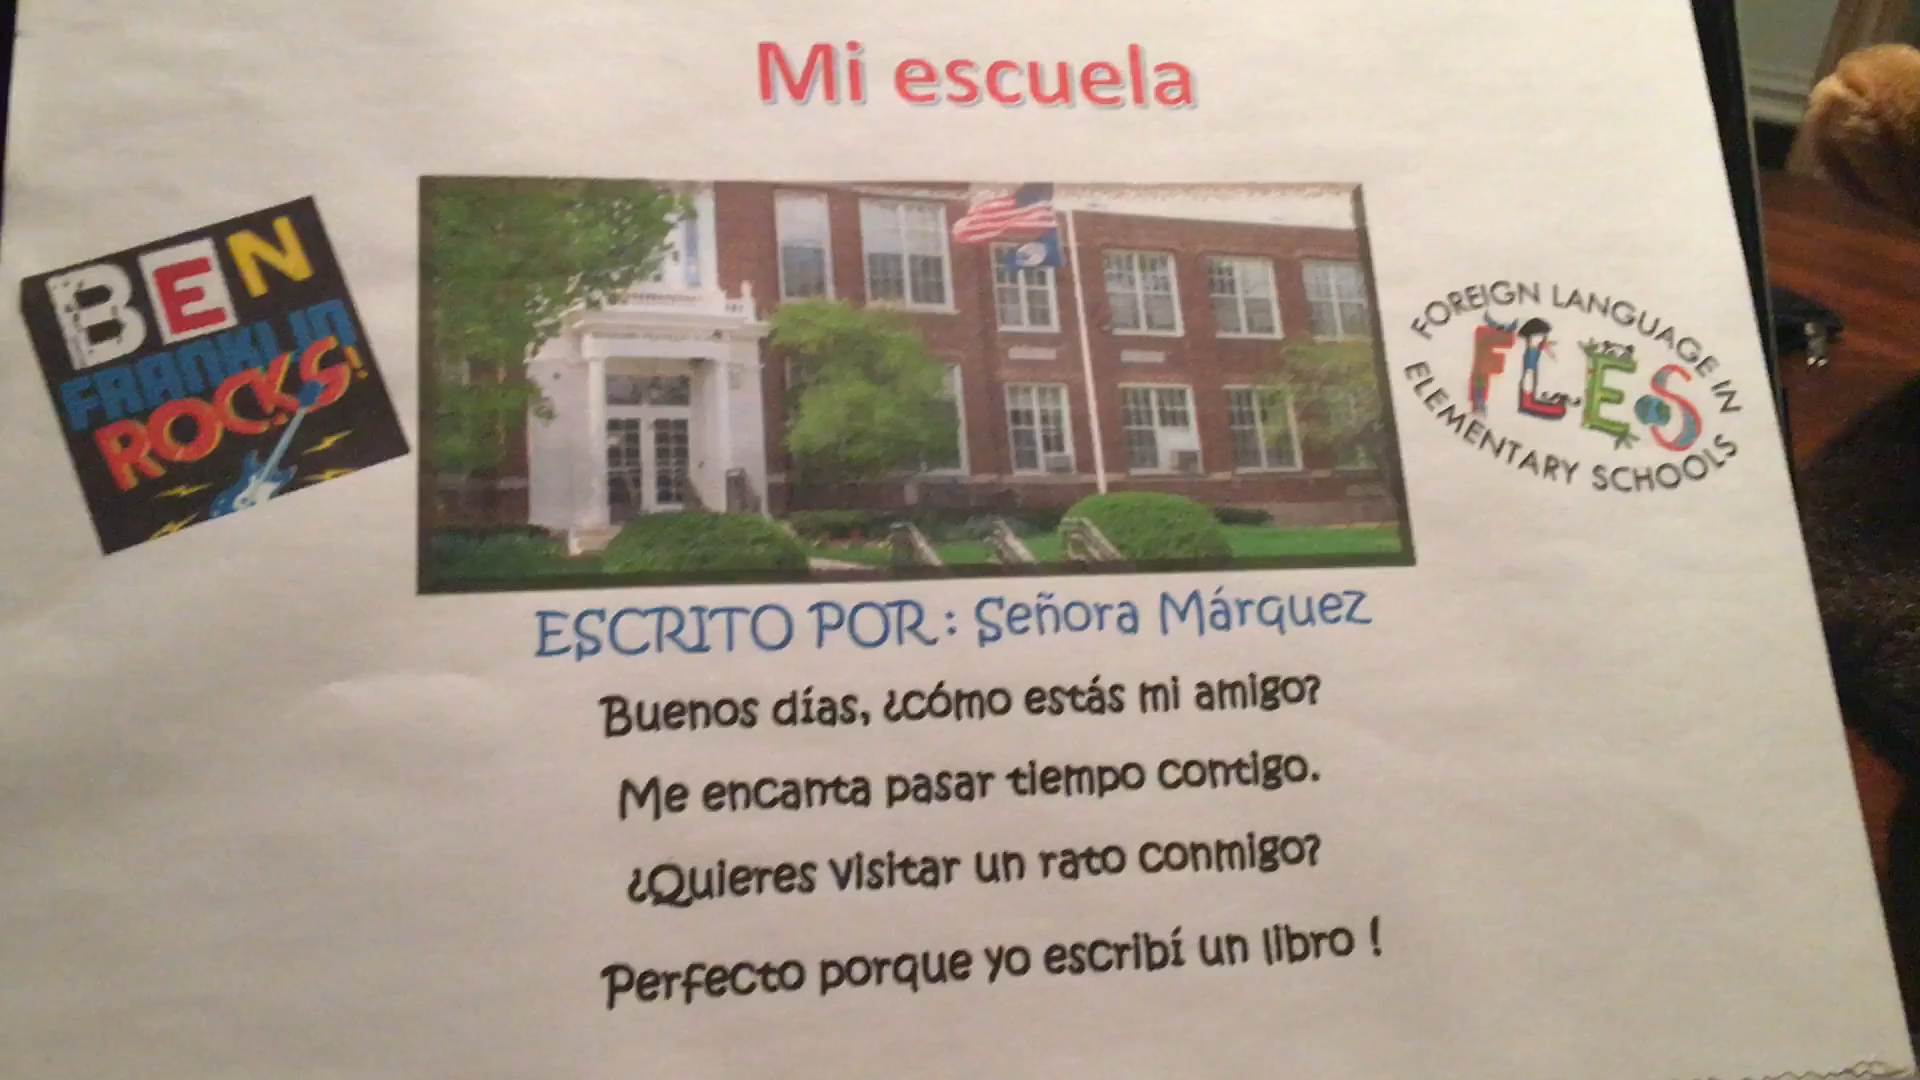 Mi escuela
BEN
FRANKLIN
ROCKS!
FOREIGN LANGUAGE IN
FLES
ELEMENTARY SCHOOLS
ESCRITO POR: Señora Márquez
Buenos días, ¿cómo estás mi amigo?
Me encanta pasar tiempo contigo.
¿Quieres visitar un rato conmigo?
Perfecto porque yo escribí un libro !